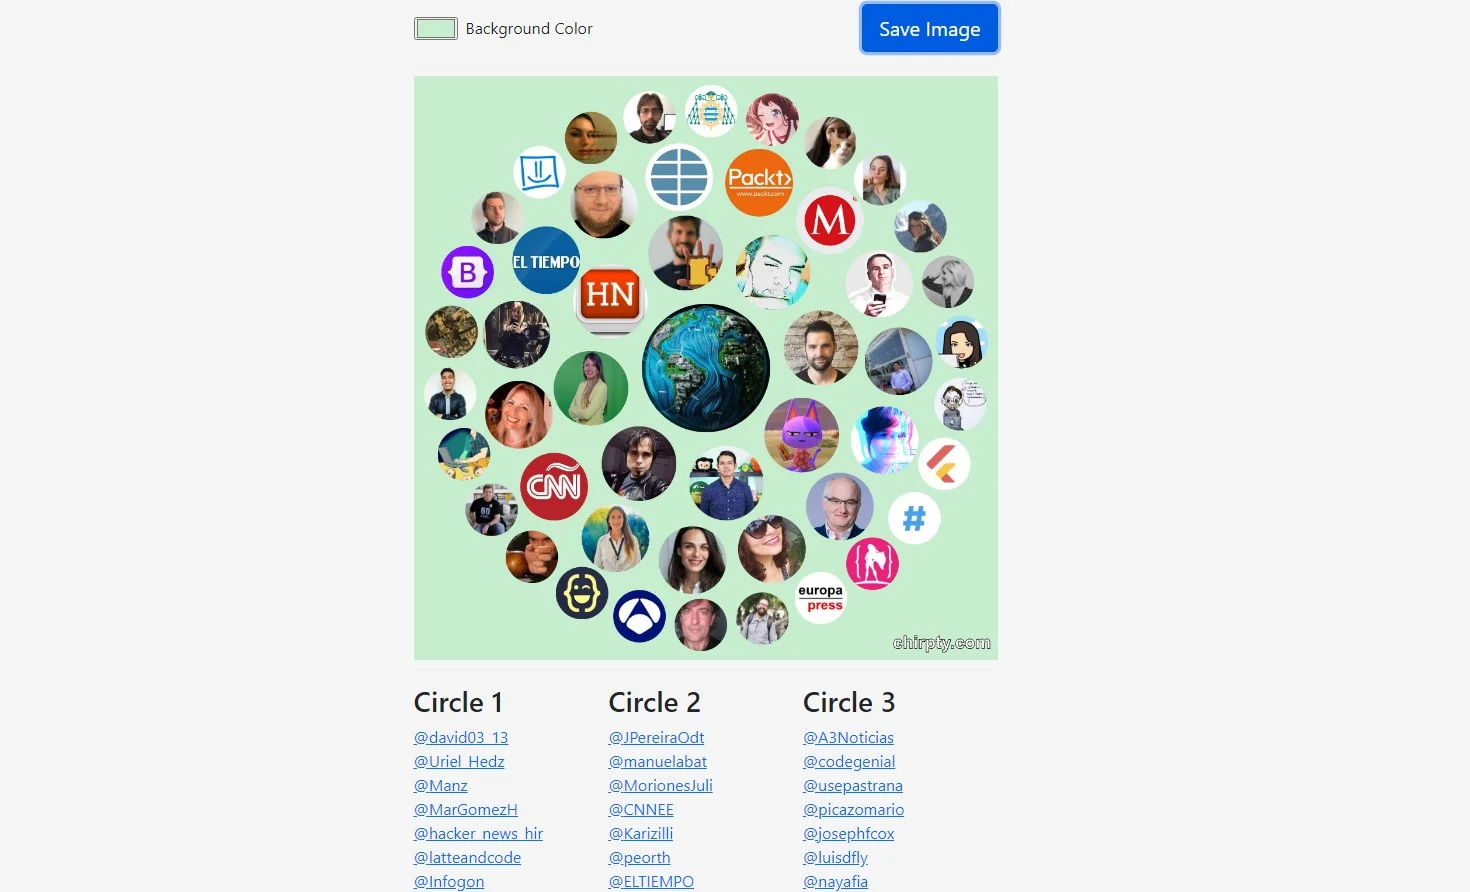 Background Color
Save Image
Packt>
www.packt.com
M
B
EL TIEMPO
HN
CNN
#
europa
press
chirpty.com
Circle 1
Circle 2
Circle 3
@david03_13
@JPereiraOdt
@A3Noticias
@Uriel_Hedz
@manuelabat
@codegenial
@Manz
@MorionesJuli
@usepastrana
@MarGomezH
@CNNEE
@picazomario
@hacker_news_hir
@Karizilli
@josephfcox
@latteandcode
@peorth
@luisdfly
@Infogon
@ELTIEMPO
@nayafia